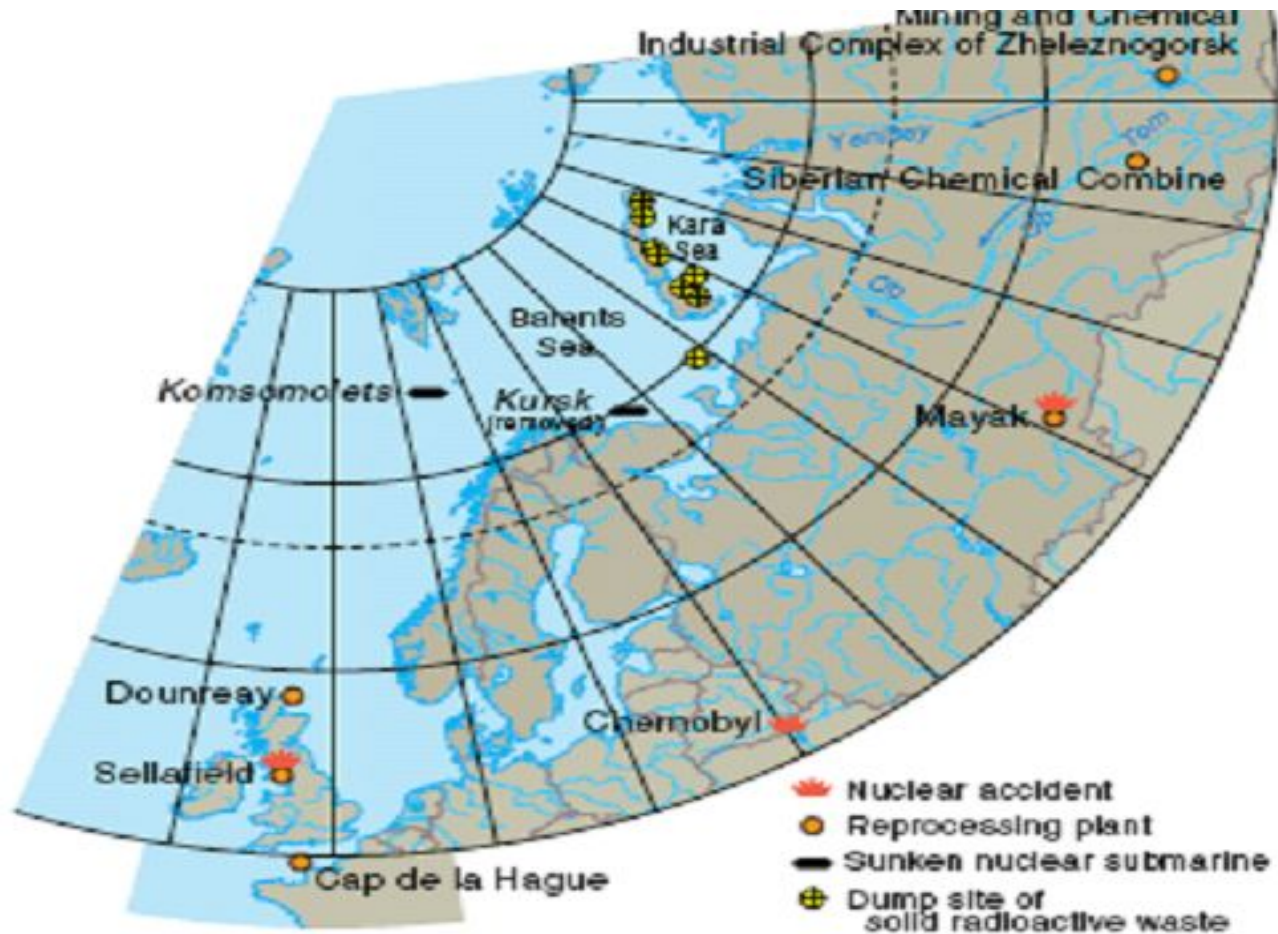 Mining and Chemical
Industrial Complex of Zheleznogorsk
Yenisey
Tom
Siberian Chemical Combine
Kara
Sea
Ob
Ob
Barents
Sea
Komsomolets
Kursk
(removed)
Mayak
Dounreay
Chernobyl
Sellafield
Cap de la Hague
Nuclear accident
Reprocessing plant
Sunken nuclear submarine
Dump site of
solid radioactive waste